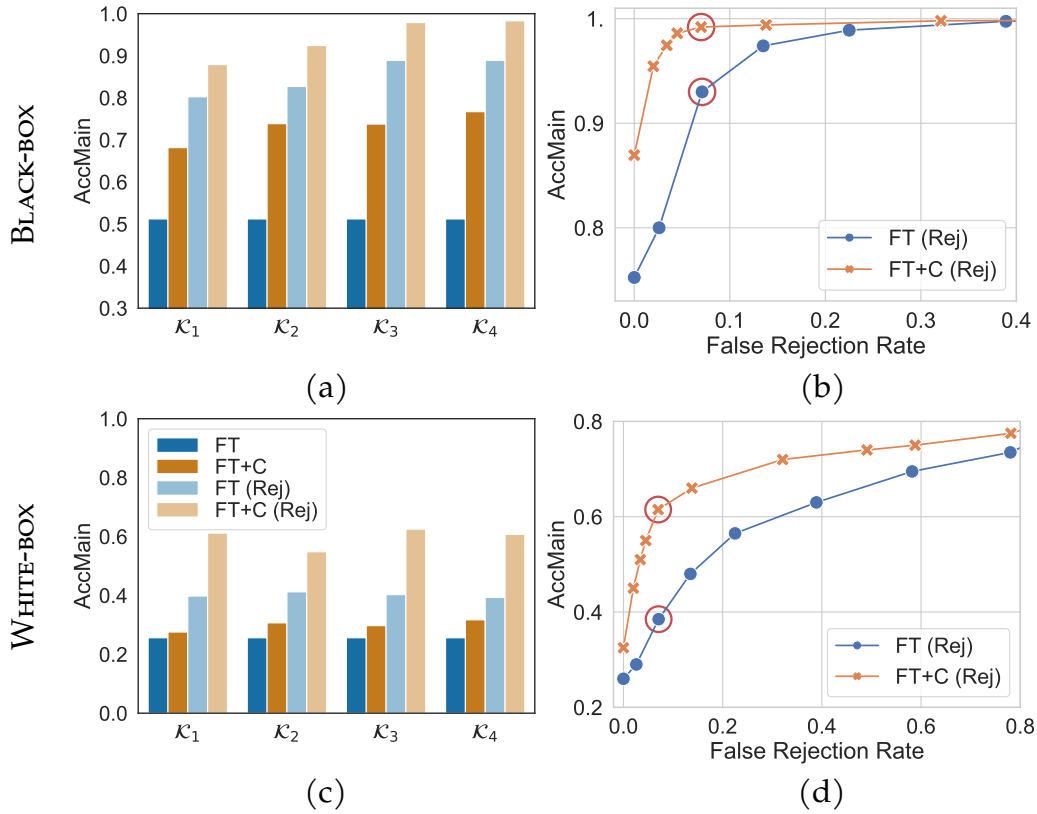 BLACK-BOX
AccMain
1.0
0.9
0.8
0.7
0.6
0.5
0.4
0.3
𝒦1 𝒦2 𝒦3 𝒦4
(a)
AccMain
1.
0.9
0.8
FT (Rej)
FT+C (Rej)
0.0 0.1 0.2 0.3 0.4
False Rejection Rate
(b)
WHITE-BOX
AccMain
1.0
0.8
0.6
0.4
0.2
0.0
FT
FT+C
FT (Rej)
FT+C (Rej)
𝒦1 𝒦2 𝒦3 𝒦4
(c)
AccMain
0.8
0.6
0.4
0.2
FT (Rej)
FT+C (Rej)
0.0 0.2 0.4 0.6 0.8
False Rejection Rate
(d)